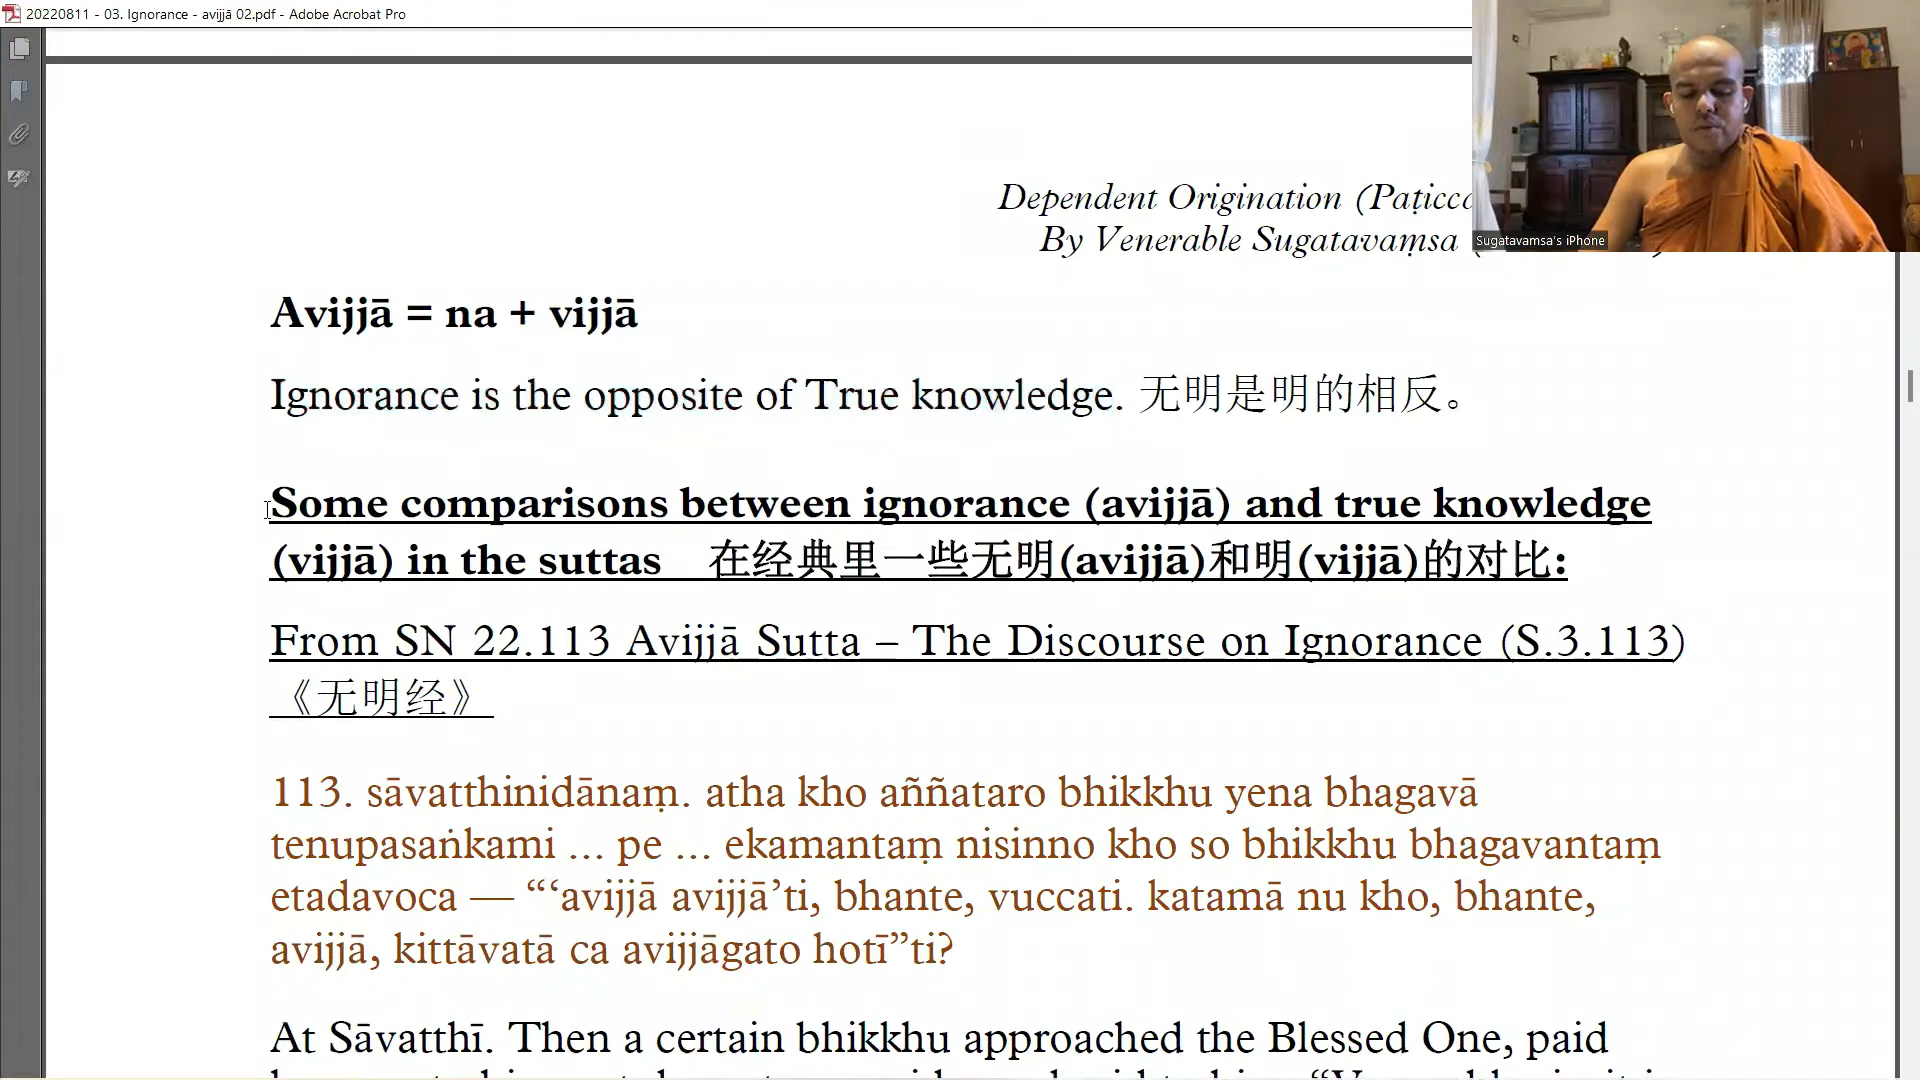 20220811 - 03. Ignorance - avijjā 02.pdf - Adobe Acrobat Pro
Dependent Origination (Paṭicca
By Venerable Sugatavaṃsa
Sugatavamsa's iPhone
Avijjā = na + vijjā
Ignorance is the opposite of True knowledge. 无明是明的相反。
Some comparisons between ignorance (avijjā) and true knowledge
(vijjā) in the suttas 在经典里一些无明(avijjā)和明(vijjā)的对比:
From SN 22.113 Avijjā Sutta – The Discourse on Ignorance (S.3.113)
《无明经》
113. sāvatthinidānaṃ. atha kho aññataro bhikkhu yena bhagavā
tenupasaṅkami ... pe ... ekamantaṃ nisinno kho so bhikkhu bhagavantaṃ
etadavoca — “‘avijjā avijjā’ti, bhante, vuccati. katamā nu kho, bhante,
avijjā, kittāvatā ca avijjāgato hotī”ti?
At Sāvatthī. Then a certain bhikkhu approached the Blessed One, paid